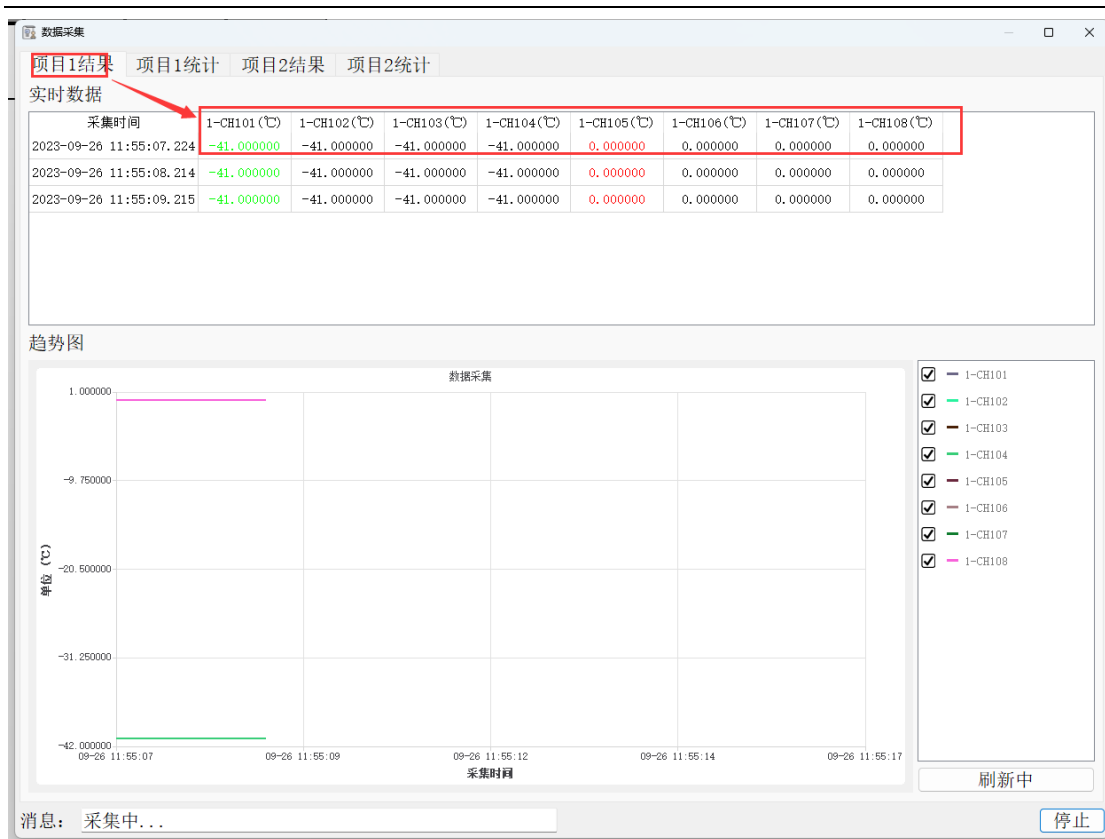 数据采集
项目1结果 项目1统计 项目2结果 项目2统计
实时数据
采集时间 1-CH101(℃) 1-CH102(℃) 1-CH103(℃) 1-CH104(℃) 1-CH105(℃) 1-CH106(℃) 1-CH107(℃) 1-CH108(℃)
2023-09-26 11:55:07.224 -41.000000 -41.000000 -41.000000 -41.000000 0.000000 0.000000 0.000000 0.000000
2023-09-26 11:55:08.214 -41.000000 -41.000000 -41.000000 -41.000000 0.000000 0.000000 0.000000 0.000000
2023-09-26 11:55:09.215 -41.000000 -41.000000 -41.000000 -41.000000 0.000000 0.000000 0.000000 0.000000
趋势图
数据采集
1.000000
-9.750000
-20.500000
-31.250000
-42.000000
单位 (℃)
09-26 11:55:07 09-26 11:55:09 09-26 11:55:12 09-26 11:55:14 09-26 11:55:17
采集时间
1-CH101
1-CH102
1-CH103
1-CH104
1-CH105
1-CH106
1-CH107
1-CH108
刷新中
消息: 采集中...
停止